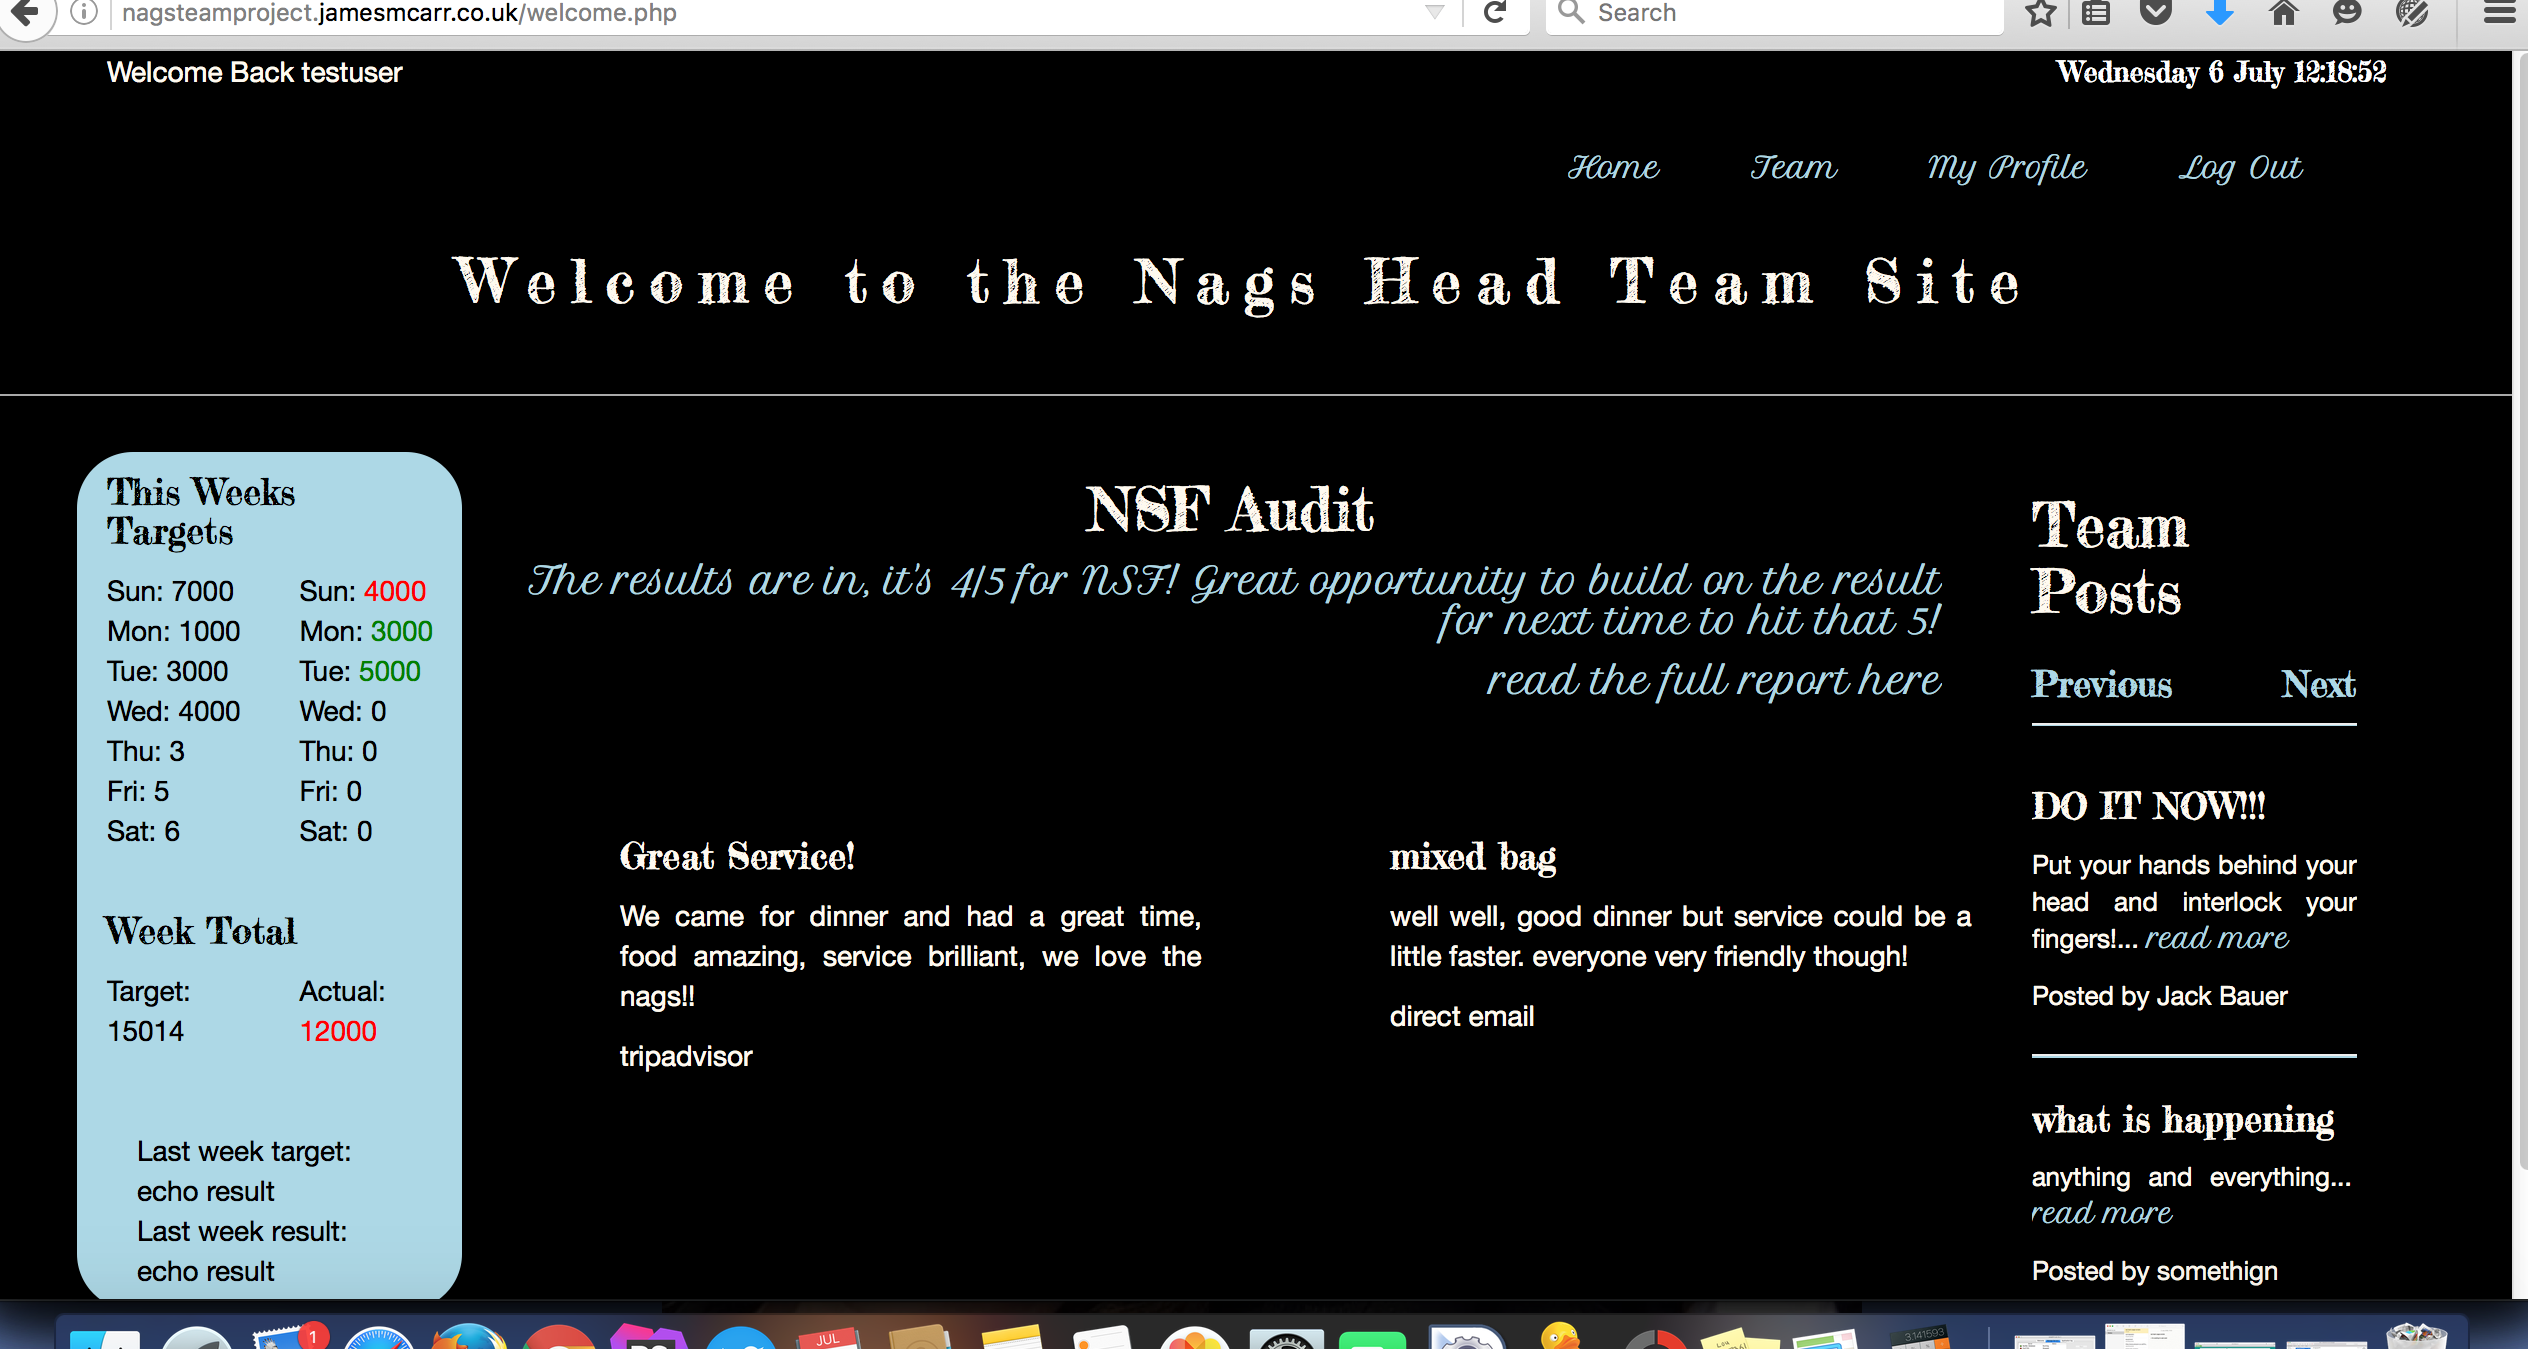 nagsteamproject.jamesmcarr.co.uk/welcome.php
Search
Welcome Back testuser
Wednesday 6 July 12:18:52
Home Team My Profile Log Out
Welcome to the Nags Head Team Site
This Weeks
Targets
Sun: 7000 Sun: 4000
Mon: 1000 Mon: 3000
Tue: 3000 Tue: 5000
Wed: 4000 Wed: 0
Thu: 3 Thu: 0
Fri: 5 Fri: 0
Sat: 6 Sat: 0
Week Total
Target: Actual:
15014 12000
Last week target:
echo result
Last week result:
echo result
NSF Audit
The results are in, it's 4/5 for NSF! Great opportunity to build on the result
for next time to hit that 5!
read the full report here
Great Service!
We came for dinner and had a great time,
food amazing, service brilliant, we love the
nags!!
tripadvisor
mixed bag
well well, good dinner but service could be a
little faster. everyone very friendly though!
direct email
Team
Posts
Previous Next
DO IT NOW!!!
Put your hands behind your
head and interlock your
fingers!... read more
Posted by Jack Bauer
what is happening
anything and everything...
read more
Posted by somethign
1
JUL
3.141593